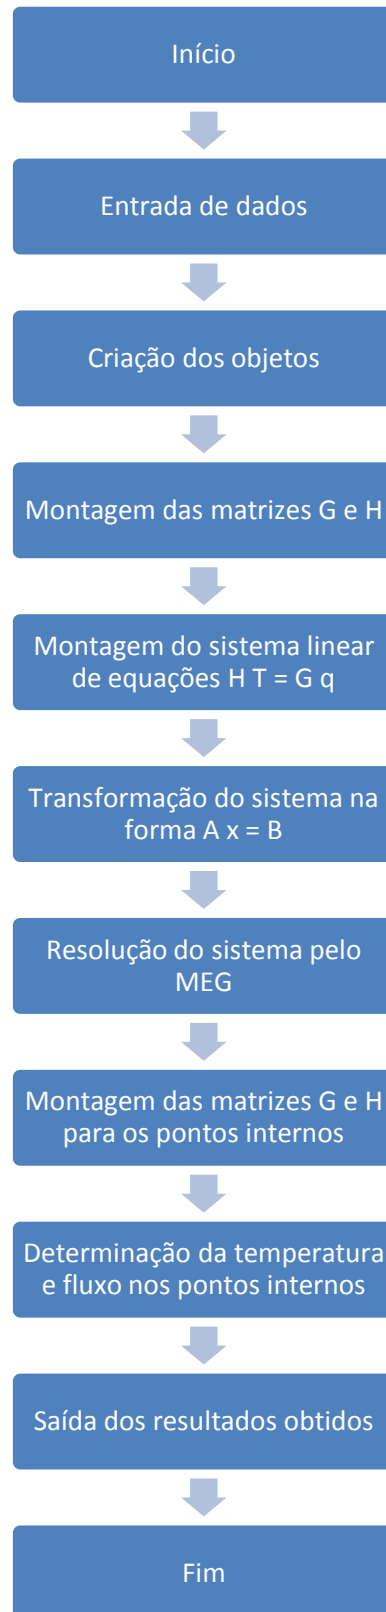 Início
Entrada de dados
Criação dos objetos
Montagem das matrizes G e H
Montagem do sistema linear
de equações H T = G q
Transformação do sistema na
forma A x = B
Resolução do sistema pelo
MEG
Montagem das matrizes G e H
para os pontos internos
Determinação da temperatura
e fluxo nos pontos internos
Saída dos resultados obtidos
Fim